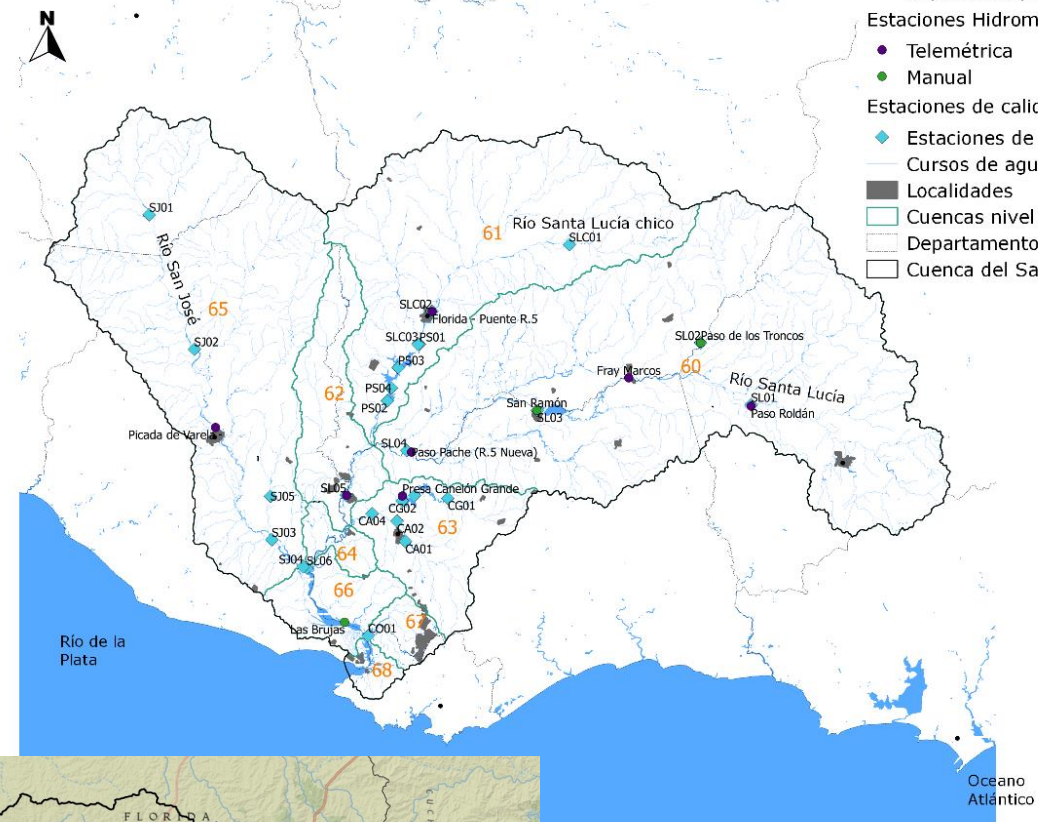 N
Estaciones Hidrom
Telemétrica
Manual
Estaciones de calid
Estaciones de
Cursos de agu
Localidades
Cuencas nivel
Departamento
Cuenca del Sa
SJ01
Río San José
65
SJ02
Picada de Varela
SJ05
SJ03
SJ04
SL06
61
Río Santa Lucía chico
SLC01
SLC02
Florida - Puente R.5
SLC03
PS01
PS03
PS04
PS02
62
SL02
Paso de los Troncos
60
Fray Marcos
Río Santa Lucía
SL01
Paso Roldán
San Ramón
SL03
SL04
Paso Pache (R.5 Nueva)
SL05
Presa Canelón Grande
CG02
CG01
CA04
CA02
63
CA01
64
66
Las Brujas
CO01
67
68
Río de la
Plata
Oceano
Atlántico
FLORIDA